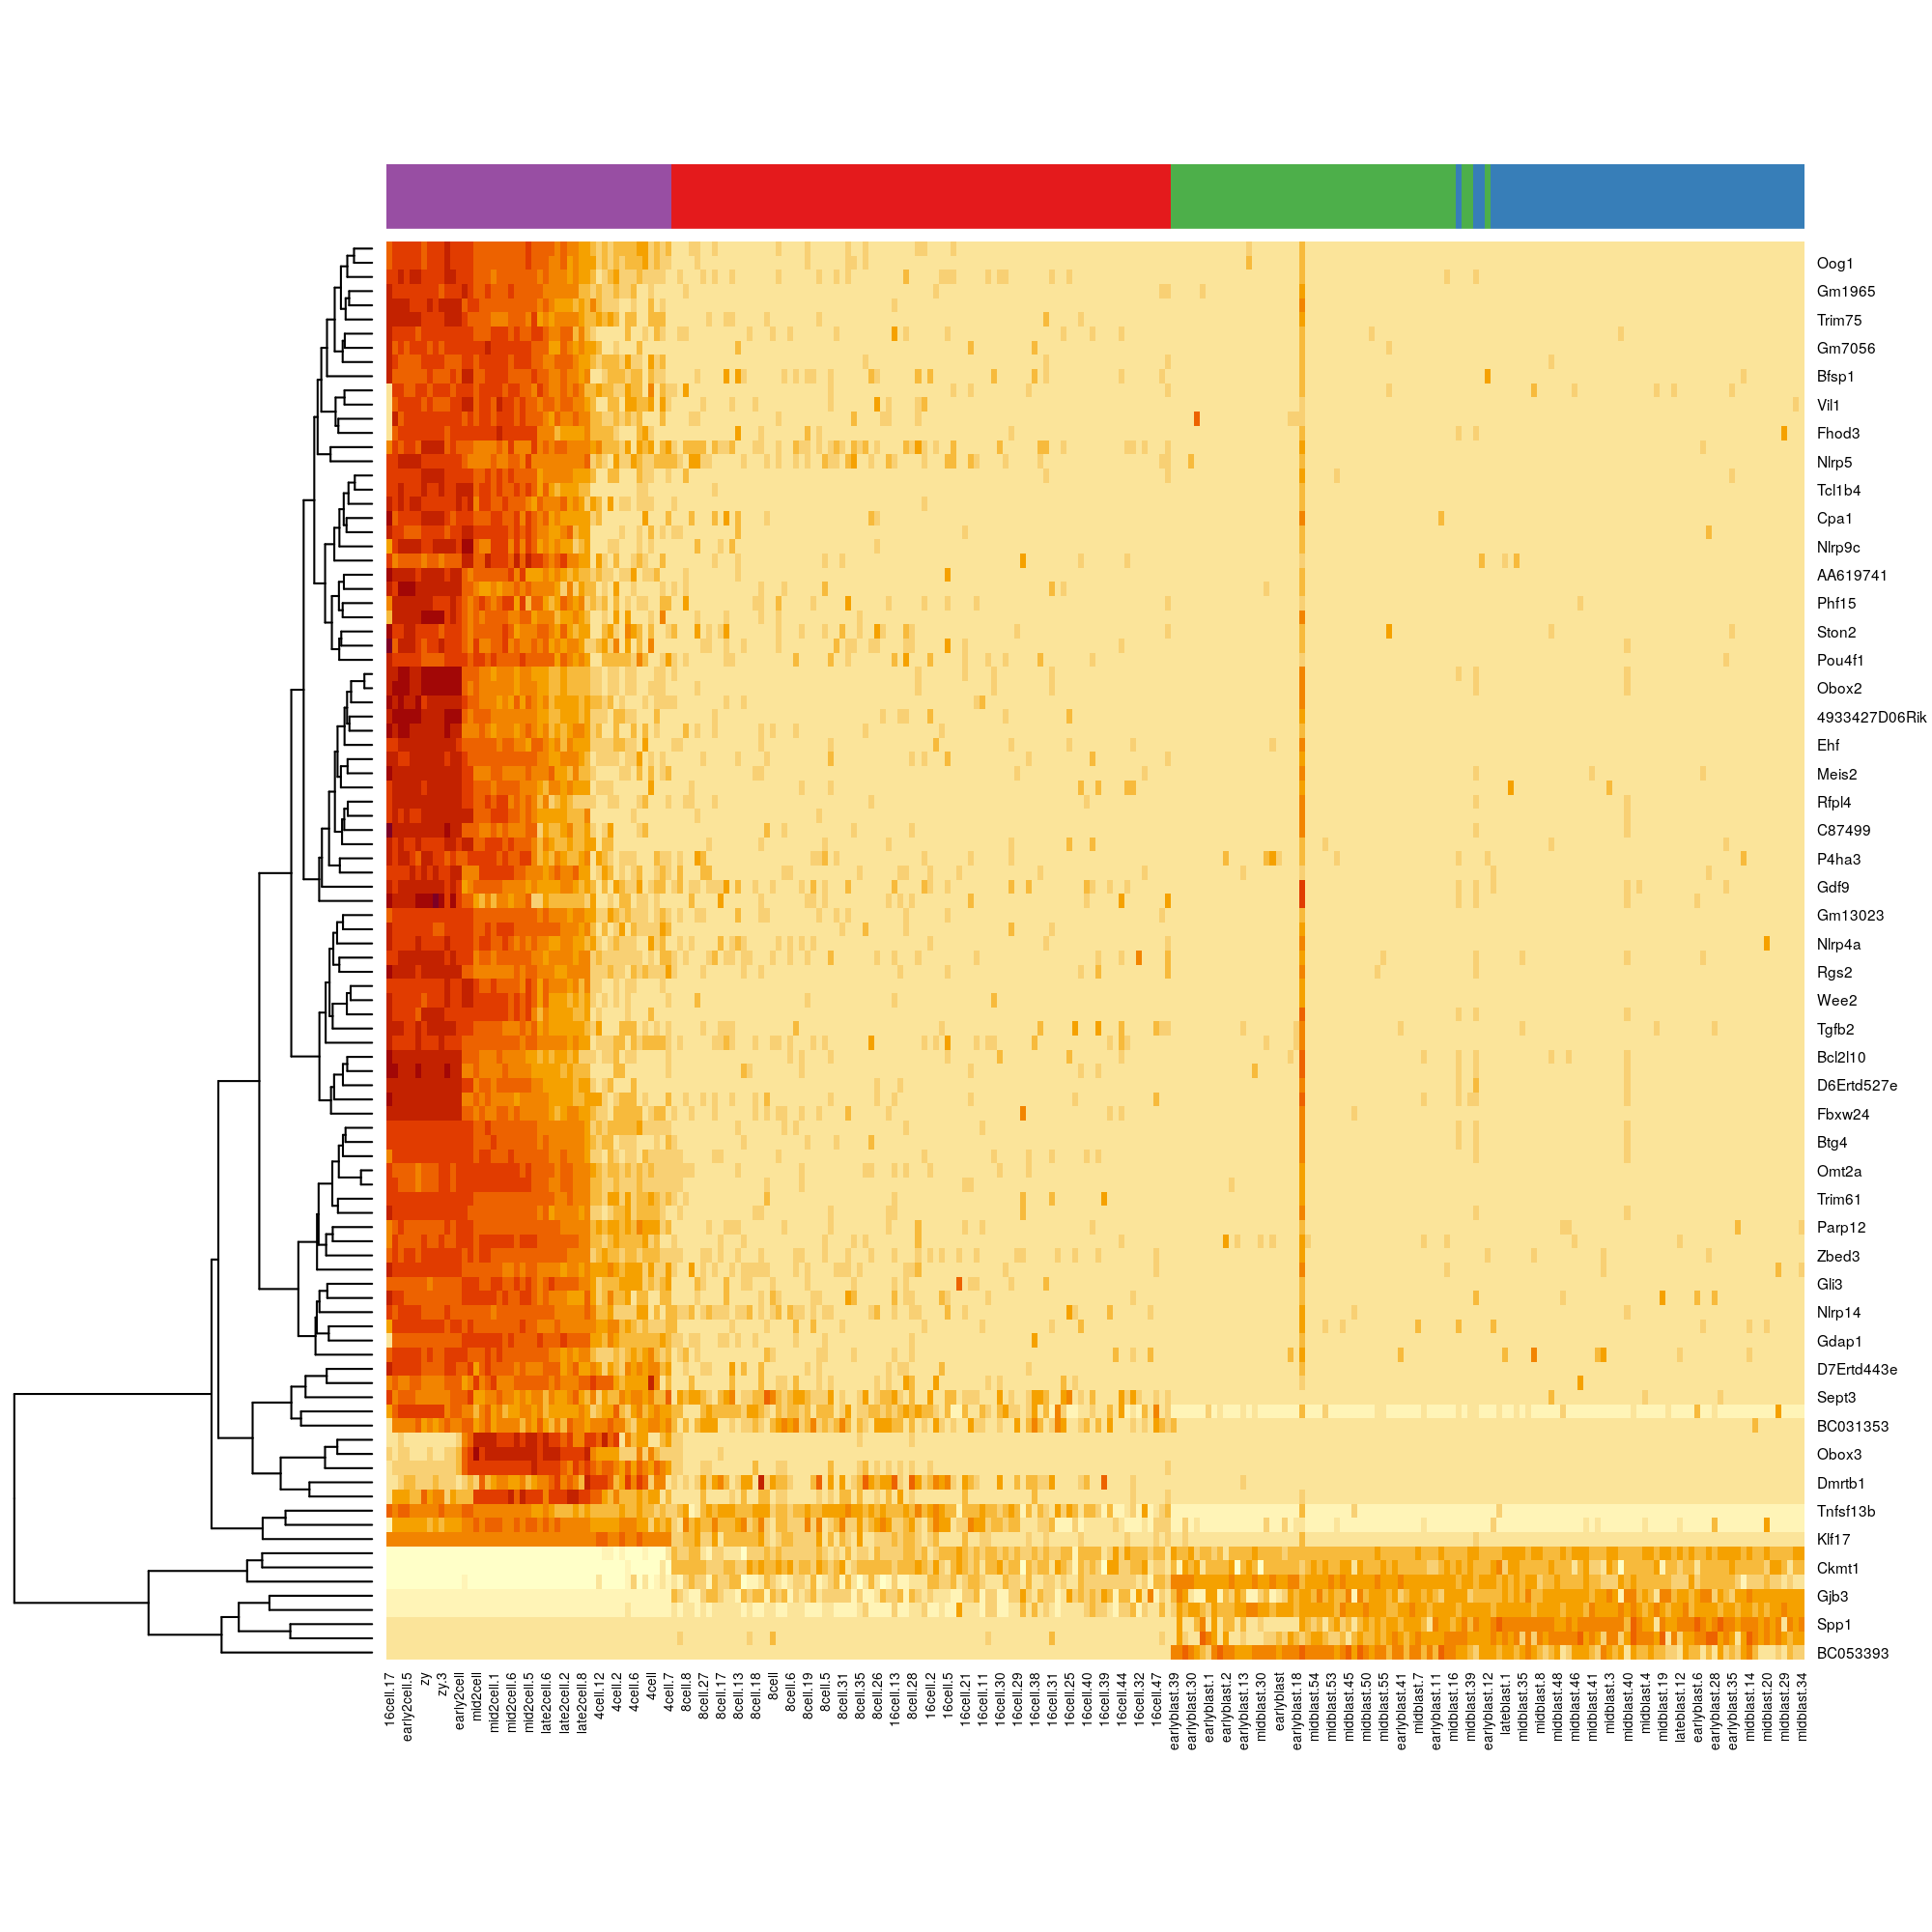 Oog1
Gm1965
Trim75
Gm7056
Bfsp1
Vil1
Fhod3
Nlrp5
Tcl1b4
Cpa1
Nlrp9c
AA619741
Phf15
Ston2
Pou4f1
Obox2
4933427D06Rik
Ehf
Meis2
Rfpl4
C87499
P4ha3
Gdf9
Gm13023
Nlrp4a
Rgs2
Wee2
Tgfb2
Bcl2l10
D6Ertd527e
Fbxw24
Btg4
Omt2a
Trim61
Parp12
Zbed3
Gli3
Nlrp14
Gdap1
D7Ertd443e
Sept3
BC031353
Obox3
Dmrtb1
Tnfsf13b
Klf17
Ckmt1
Gjb3
Spp1
BC053393
16cell.17
early2cell.5
zy
zy.3
early2cell
mid2cell
mid2cell.1
mid2cell.6
mid2cell.5
late2cell.6
late2cell.2
late2cell.8
4cell.12
4cell.2
4cell.6
4cell
4cell.7
8cell.8
8cell.27
8cell.17
8cell.13
8cell.18
8cell
8cell.6
8cell.19
8cell.5
8cell.31
8cell.35
8cell.26
16cell.13
8cell.28
16cell.2
16cell.5
16cell.21
16cell.11
16cell.30
16cell.29
16cell.38
16cell.31
16cell.25
16cell.40
16cell.39
16cell.44
16cell.32
16cell.47
earlyblast.39
earlyblast.30
earlyblast.1
earlyblast.2
earlyblast.13
midblast.30
earlyblast
earlyblast.18
midblast.54
midblast.53
midblast.45
midblast.50
midblast.55
earlyblast.41
midblast.7
earlyblast.11
midblast.16
midblast.39
earlyblast.12
lateblast.1
midblast.35
midblast.8
midblast.48
midblast.46
midblast.41
midblast.3
midblast.40
midblast.4
midblast.19
lateblast.12
earlyblast.6
earlyblast.28
earlyblast.35
midblast.14
midblast.20
midblast.29
midblast.34